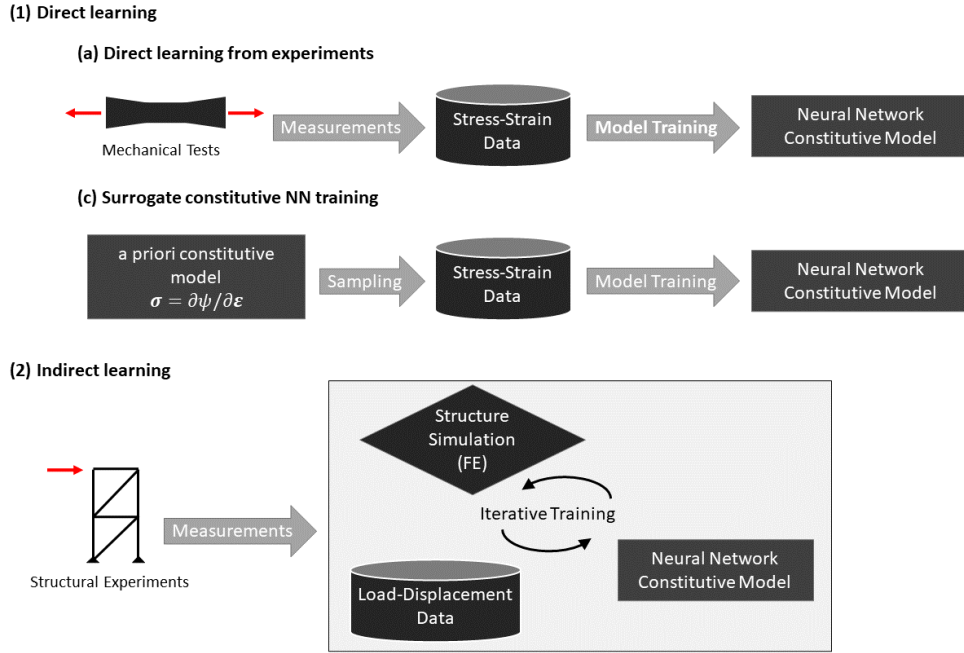 (1) Direct learning
(a) Direct learning from experiments
Mechanical Tests
Measurements
Stress-Strain
Data
Model Training
Neural Network
Constitutive Model
(c) Surrogate constitutive NN training
a priori constitutive
model
𝝈 = ∂ψ/∂𝜺
Sampling
Stress-Strain
Data
Model Training
Neural Network
Constitutive Model
(2) Indirect learning
Structural Experiments
Measurements
Structure
Simulation
(FE)
Iterative Training
Load-Displacement
Data
Neural Network
Constitutive Model